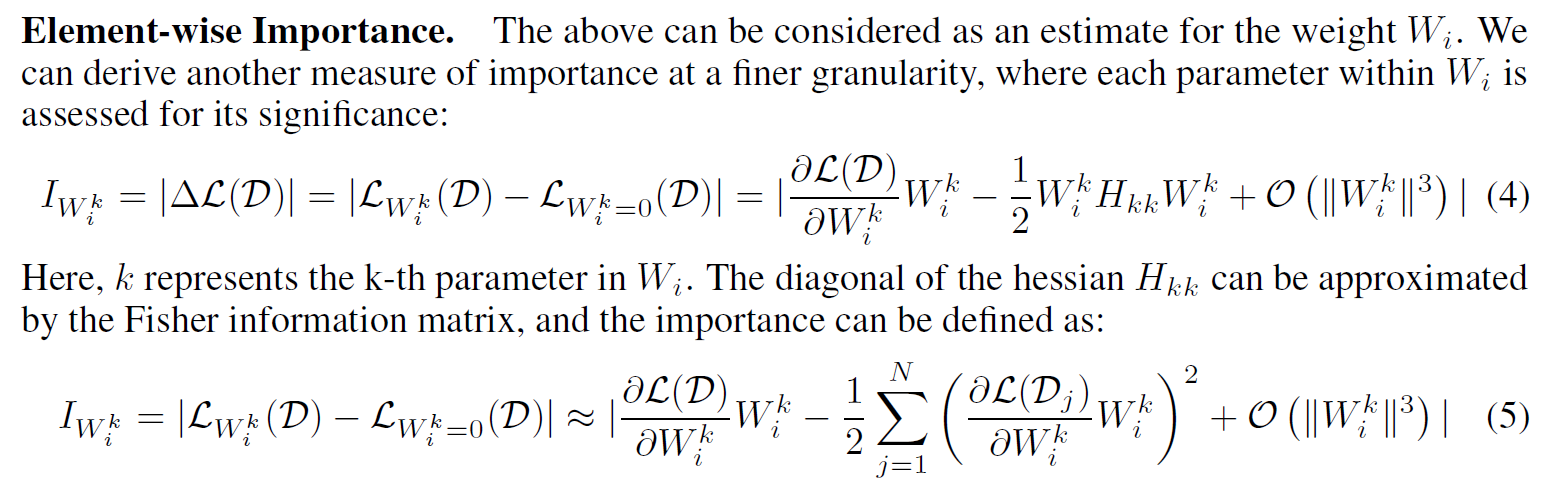 Element-wise Importance. The above can be considered as an estimate for the weight $W_i$. We
can derive another measure of importance at a finer granularity, where each parameter within $W_i$ is
assessed for its significance:
$I_{W_i^k} = |\Delta \mathcal{L}(\mathcal{D})| = |\mathcal{L}_{W_i^k}(\mathcal{D}) - \mathcal{L}_{W_i^k=0}(\mathcal{D})| = |\frac{\partial \mathcal{L}(\mathcal{D})}{\partial W_i^k} W_i^k - \frac{1}{2} W_i^k H_{kk} W_i^k + \mathcal{O}\left(\|W_i^k\|^3\right)|$ (4)
Here, $k$ represents the k-th parameter in $W_i$. The diagonal of the hessian $H_{kk}$ can be approximated
by the Fisher information matrix, and the importance can be defined as:
$I_{W_i^k} = |\mathcal{L}_{W_i^k}(\mathcal{D}) - \mathcal{L}_{W_i^k=0}(\mathcal{D})| \approx |\frac{\partial \mathcal{L}(\mathcal{D})}{\partial W_i^k} W_i^k - \frac{1}{2} \sum_{j=1}^{N} \left(\frac{\partial \mathcal{L}(\mathcal{D}_j)}{\partial W_i^k} W_i^k\right)^2 + \mathcal{O}\left(\|W_i^k\|^3\right)|$ (5)